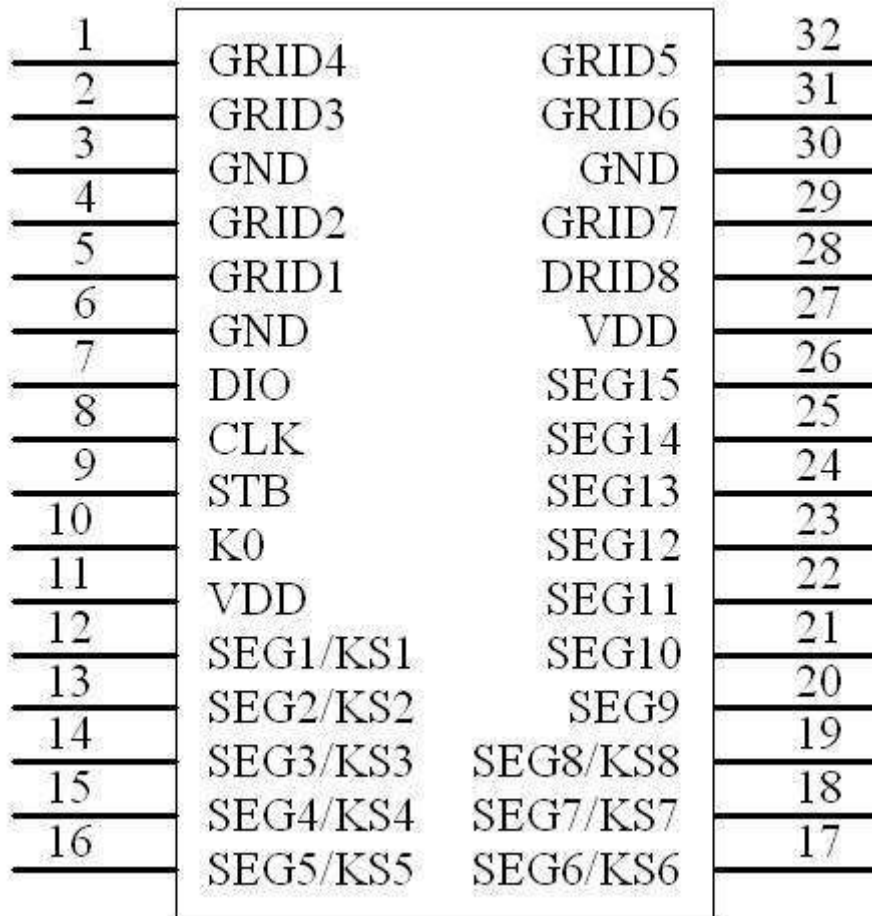 1 GRID4 GRID5 32
2 GRID3 GRID6 31
3 GND GND 30
4 GRID2 GRID7 29
5 GRID1 DRID8 28
6 GND VDD 27
7 DIO SEG15 26
8 CLK SEG14 25
9 STB SEG13 24
10 K0 SEG12 23
11 VDD SEG11 22
12 SEG1/KS1 SEG10 21
13 SEG2/KS2 SEG9 20
14 SEG3/KS3 SEG8/KS8 19
15 SEG4/KS4 SEG7/KS7 18
16 SEG5/KS5 SEG6/KS6 17